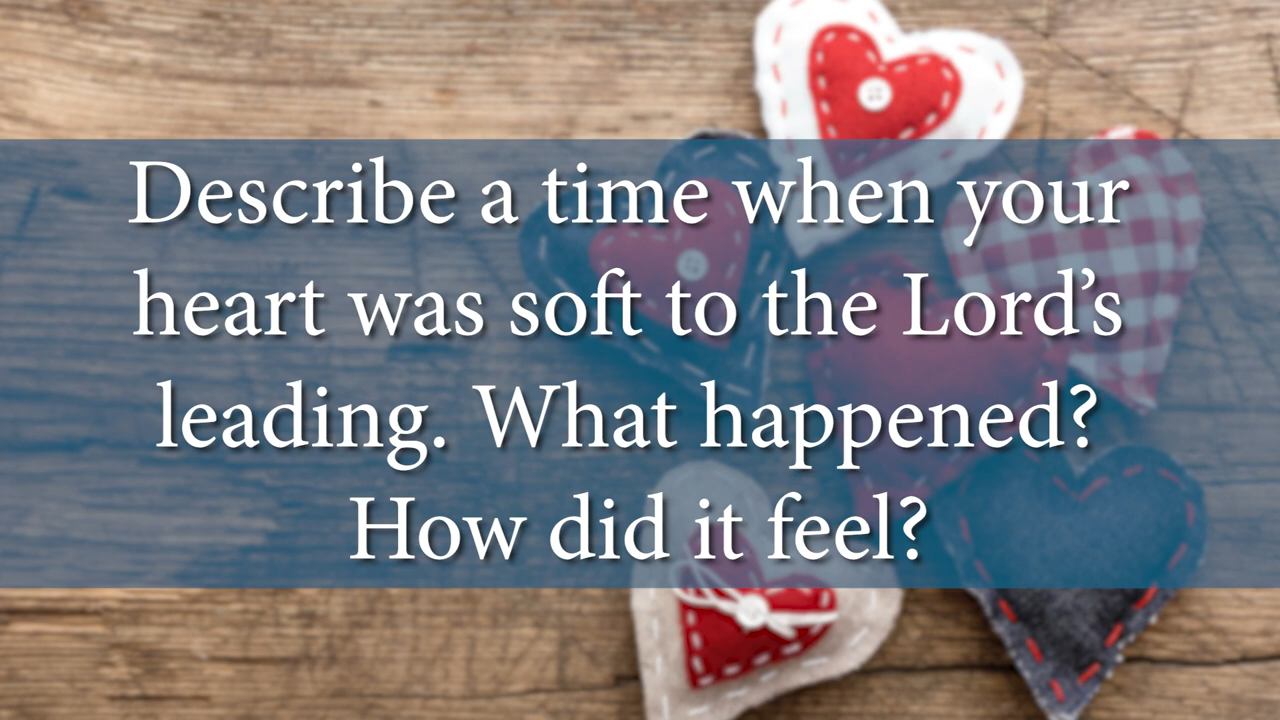 Describe a time when your
heart was soft to the Lord’s
leading. What happened?
How did it feel?